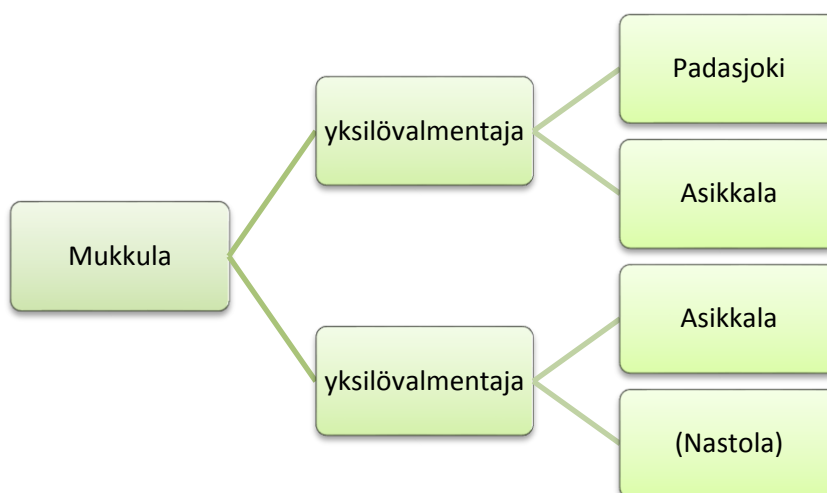 Padasjoki
yksilövalmentaja
Asikkala
Mukkula
Asikkala
yksilövalmentaja
(Nastola)